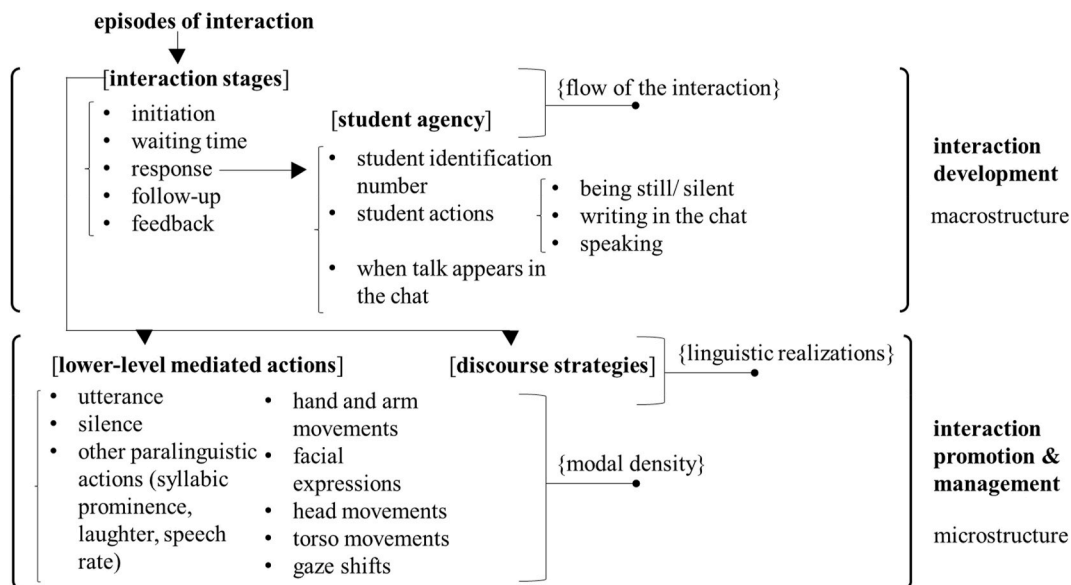 episodes of interaction
[interaction stages]
• initiation
• waiting time
• response
• follow-up
• feedback
[student agency]
• student identification
number
• student actions
• when talk appears in
the chat
• being still/ silent
• writing in the chat
• speaking
{flow of the interaction}
interaction
development
macrostructure
[lower-level mediated actions]
• utterance
• silence
• other paralinguistic
actions (syllabic
prominence,
laughter, speech
rate)
• hand and arm
movements
• facial
expressions
• head movements
• torso movements
• gaze shifts
[discourse strategies]
{linguistic realizations}
{modal density}
interaction
promotion &
management
microstructure